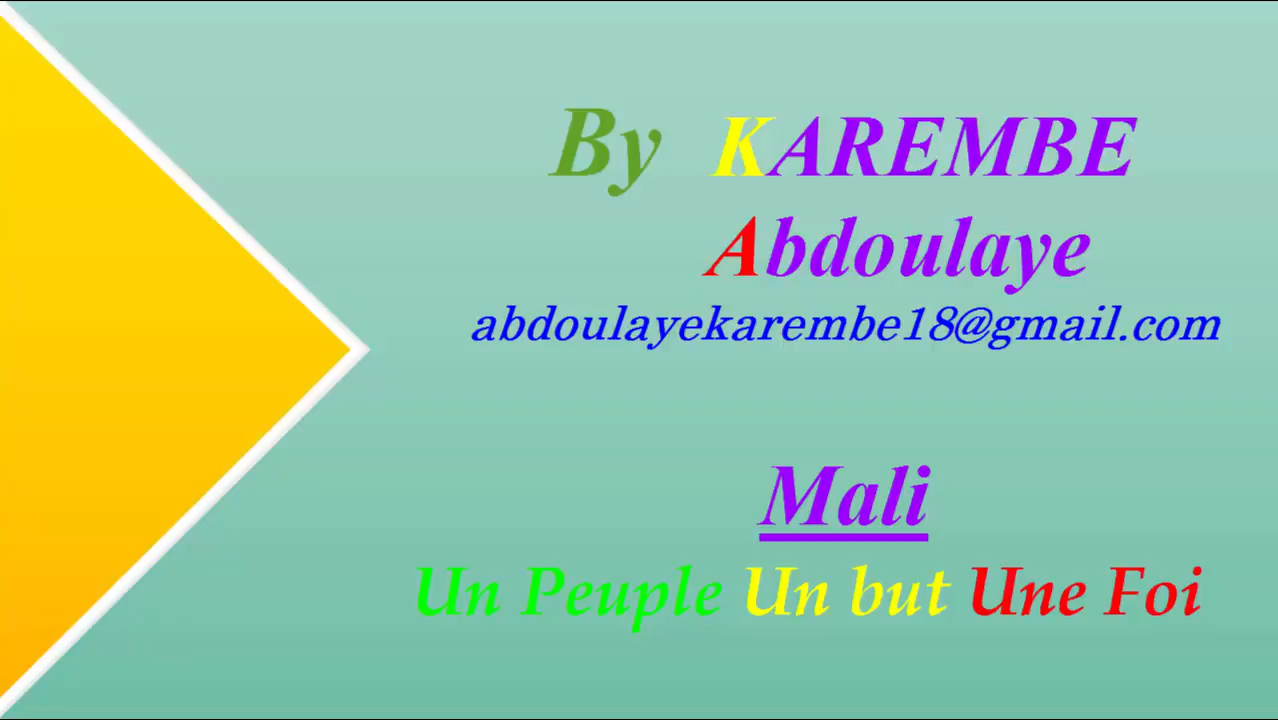 By KAREMBE
Abdoulaye
abdoulayekarembe18@gmail.com
Mali
Un Peuple Un but Une Foi